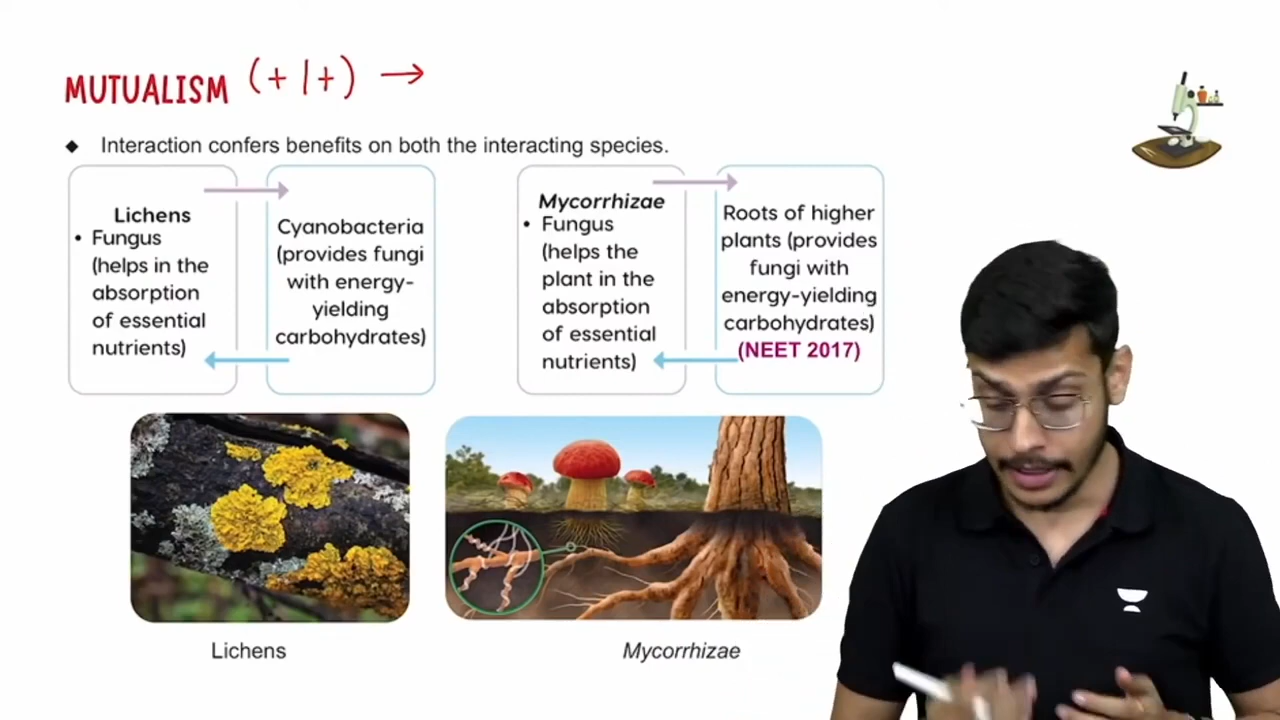 MUTUALISM (+/+) →
◆ Interaction confers benefits on both the interacting species.
Lichens
• Fungus
(helps in the
absorption
of essential
nutrients)
Cyanobacteria
(provides fungi
with energy-
yielding
carbohydrates)
Mycorrhizae
• Fungus
(helps the
plant in the
absorption
of essential
nutrients)
Roots of higher
plants (provides
fungi with
energy-yielding
carbohydrates)
(NEET 2017)
Lichens
Mycorrhizae